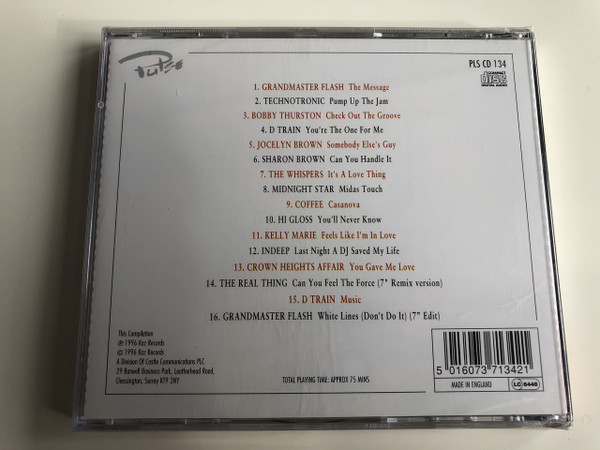 Pulse
PLS CD 134
COMPACT
disc
DIGITAL AUDIO
1. GRANDMASTER FLASH The Message
2. TECHNOTRONIC Pump Up The Jam
3. BOBBY THURSTON Check Out The Groove
4. D TRAIN You're The One For Me
5. JOCELYN BROWN Somebody Else's Guy
6. SHARON BROWN Can You Handle It
7. THE WHISPERS It's A Love Thing
8. MIDNIGHT STAR Midas Touch
9. COFFEE Casanova
10. HI GLOSS You'll Never Know
11. KELLY MARIE Feels Like I'm In Love
12. INDEEP Last Night A DJ Saved My Life
13. CROWN HEIGHTS AFFAIR You Gave Me Love
14. THE REAL THING Can You Feel The Force (7" Remix version)
15. D TRAIN Music
16. GRANDMASTER FLASH White Lines (Don't Do It) (7" Edit)
This Compilation
℗ 1996 Kaz Records
© 1996 Kaz Records
A Division Of Castle Communications PLC
29 Barwell Business Park, Leatherhead Road,
Chessington, Surrey KT9 2NY
TOTAL PLAYING TIME: APPROX 75 MINS
5 016073 713421
MADE IN ENGLAND
LC 8448